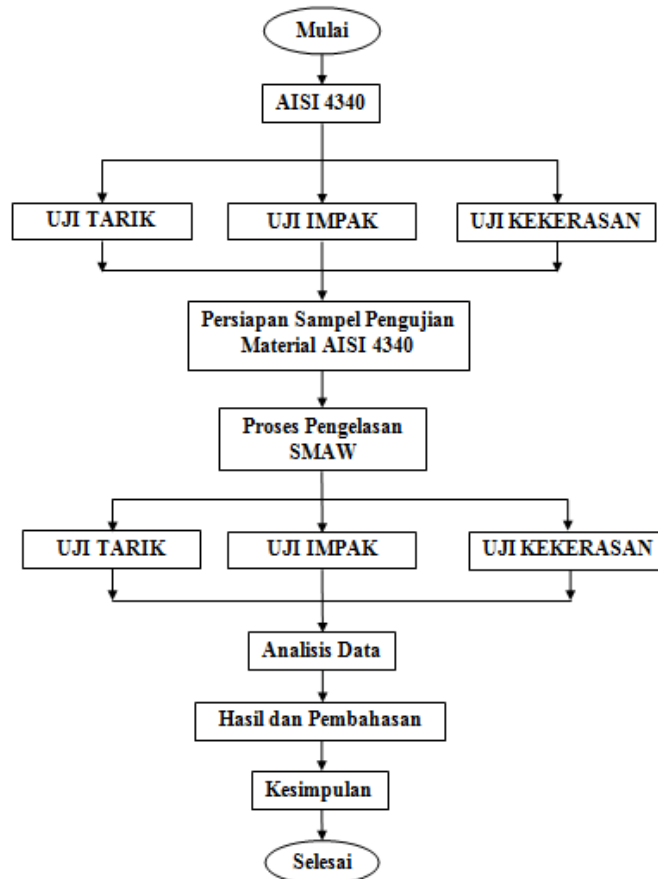 Mulai
AISI 4340
UJI TARIK
UJI IMPAK
UJI KEKERASAN
Persiapan Sampel Pengujian
Material AISI 4340
Proses Pengelasan
SMAW
UJI TARIK
UJI IMPAK
UJI KEKERASAN
Analisis Data
Hasil dan Pembahasan
Kesimpulan
Selesai